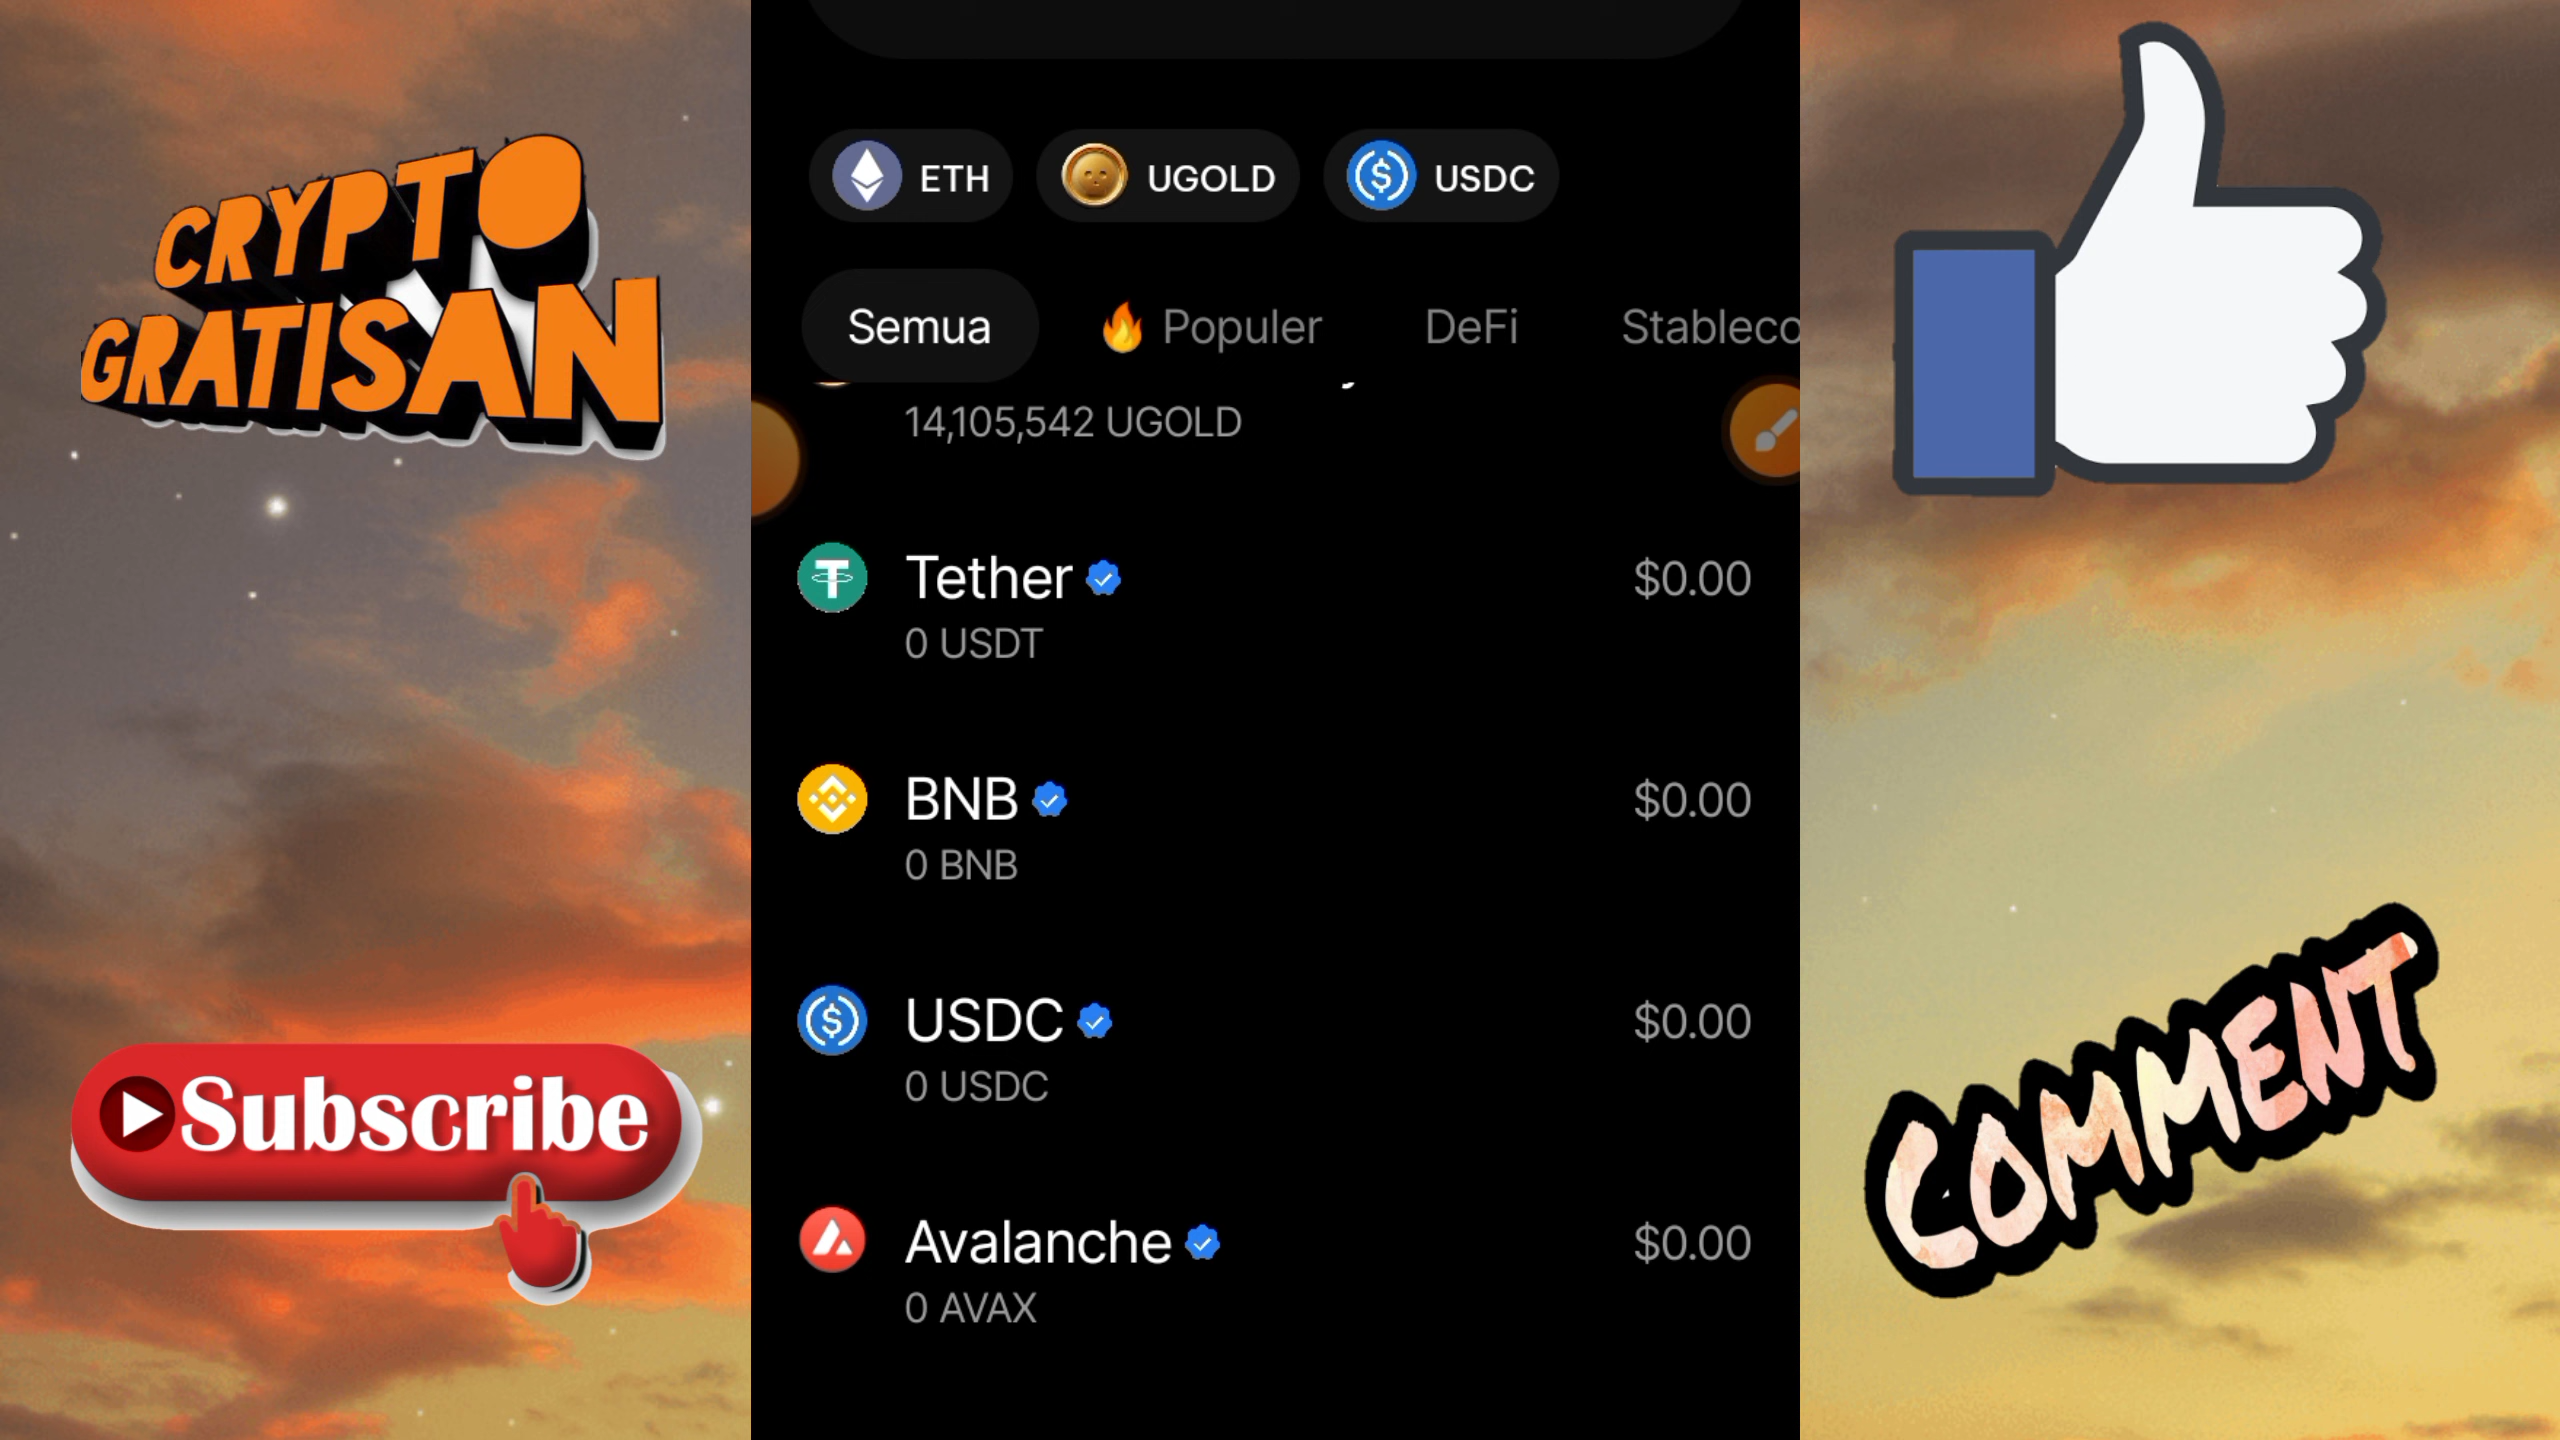 CRYPTO
GRATISAN
Subscribe
ETH
UGOLD
USDC
Semua
Populer
DeFi
Stableco
14,105,542 UGOLD
Tether
$0.00
0 USDT
BNB
$0.00
0 BNB
USDC
$0.00
0 USDC
Avalanche
$0.00
0 AVAX
COMMENT